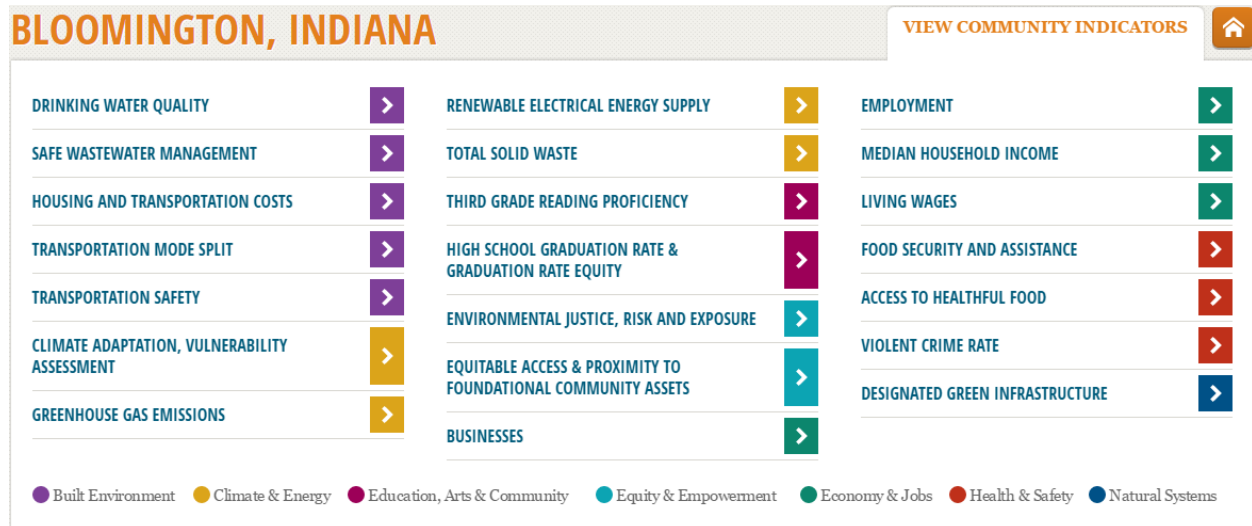 BLOOMINGTON, INDIANA
VIEW COMMUNITY INDICATORS
DRINKING WATER QUALITY
SAFE WASTEWATER MANAGEMENT
HOUSING AND TRANSPORTATION COSTS
TRANSPORTATION MODE SPLIT
TRANSPORTATION SAFETY
CLIMATE ADAPTATION, VULNERABILITY
ASSESSMENT
GREENHOUSE GAS EMISSIONS
RENEWABLE ELECTRICAL ENERGY SUPPLY
TOTAL SOLID WASTE
THIRD GRADE READING PROFICIENCY
HIGH SCHOOL GRADUATION RATE &
GRADUATION RATE EQUITY
ENVIRONMENTAL JUSTICE, RISK AND EXPOSURE
EQUITABLE ACCESS & PROXIMITY TO
FOUNDATIONAL COMMUNITY ASSETS
BUSINESSES
EMPLOYMENT
MEDIAN HOUSEHOLD INCOME
LIVING WAGES
FOOD SECURITY AND ASSISTANCE
ACCESS TO HEALTHFUL FOOD
VIOLENT CRIME RATE
DESIGNATED GREEN INFRASTRUCTURE
Built Environment Climate & Energy Education, Arts & Community Equity & Empowerment Economy & Jobs Health & Safety Natural Systems